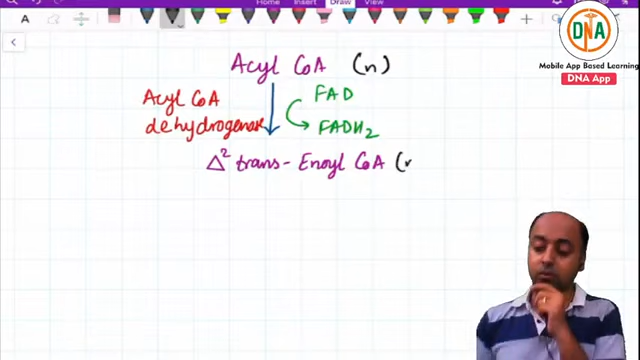 Home Insert Draw View
DNA
Mobile App Based Learning
DNA App
A
Acyl CoA (n)
Acyl CoA
dehydrogenase
FAD
FADH2
Δ² trans- Enoyl CoA (